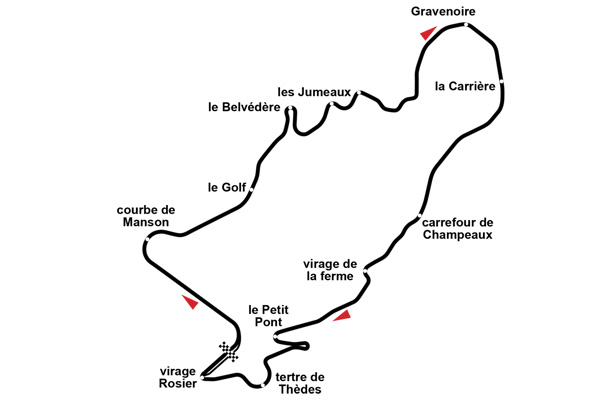 Gravenoire
la Carrière
les Jumeaux
le Belvédère
le Golf
courbe de
Manson
carrefour de
Champeaux
virage de
la ferme
le Petit
Pont
virage
Rosier
tertre de
Thèdes